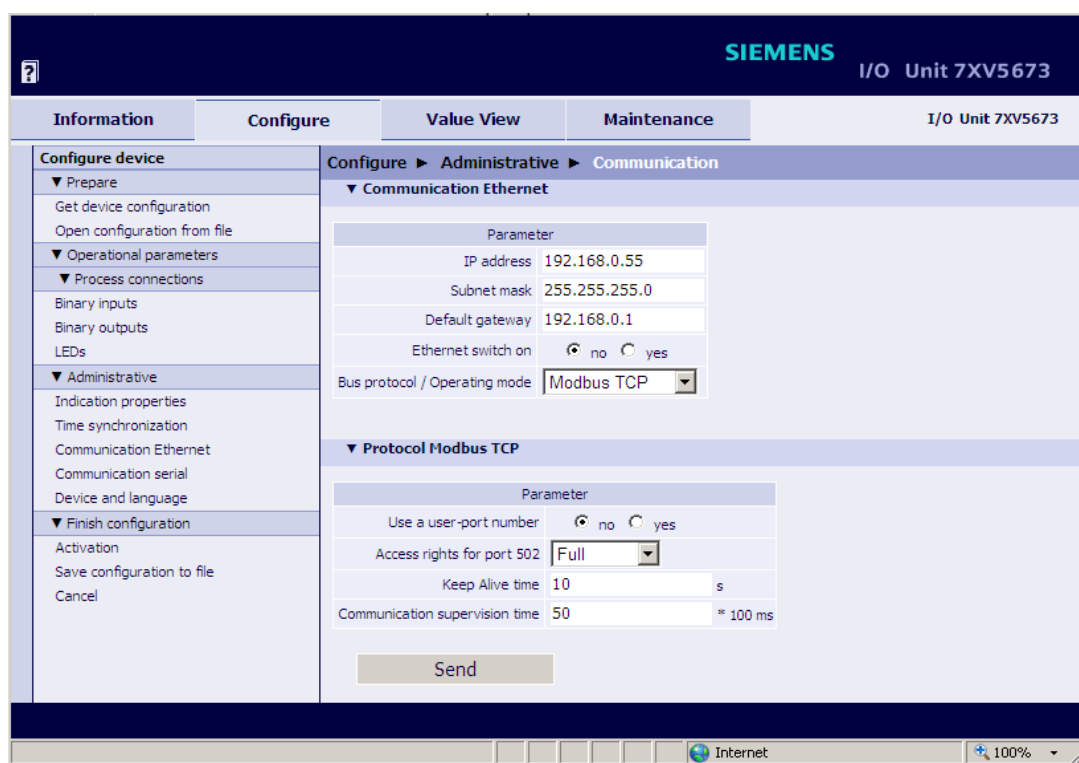 SIEMENS
I/O Unit 7XV5673
?
Information
Configure
Value View
Maintenance
I/O Unit 7XV5673
Configure device
▼ Prepare
Get device configuration
Open configuration from file
▼ Operational parameters
▼ Process connections
Binary inputs
Binary outputs
LEDs
▼ Administrative
Indication properties
Time synchronization
Communication Ethernet
Communication serial
Device and language
▼ Finish configuration
Activation
Save configuration to file
Cancel
Configure ► Administrative ► Communication
▼ Communication Ethernet
Parameter
IP address 192.168.0.55
Subnet mask 255.255.255.0
Default gateway 192.168.0.1
Ethernet switch on no yes
Bus protocol / Operating mode Modbus TCP
▼ Protocol Modbus TCP
Parameter
Use a user-port number no yes
Access rights for port 502 Full
Keep Alive time 10 s
Communication supervision time 50 * 100 ms
Send
Internet
100%